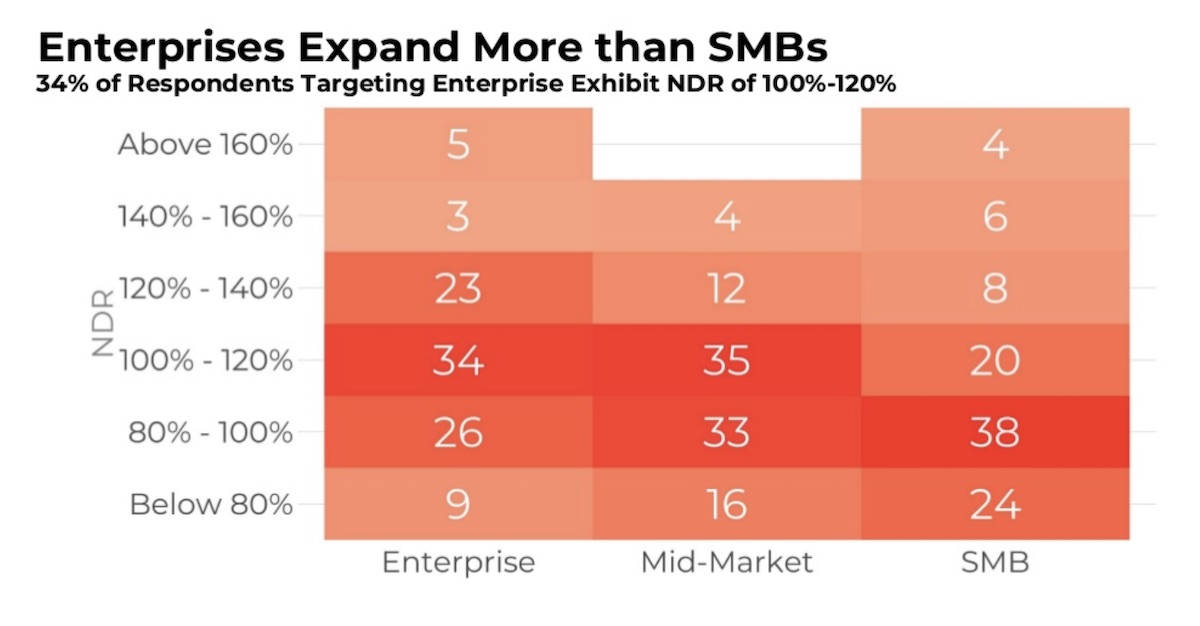 Enterprises Expand More than SMBs
34% of Respondents Targeting Enterprise Exhibit NDR of 100%-120%
NDR
Above 160% 5 4
140% - 160% 3 4 6
120% - 140% 23 12 8
100% - 120% 34 35 20
80% - 100% 26 33 38
Below 80% 9 16 24
Enterprise Mid-Market SMB